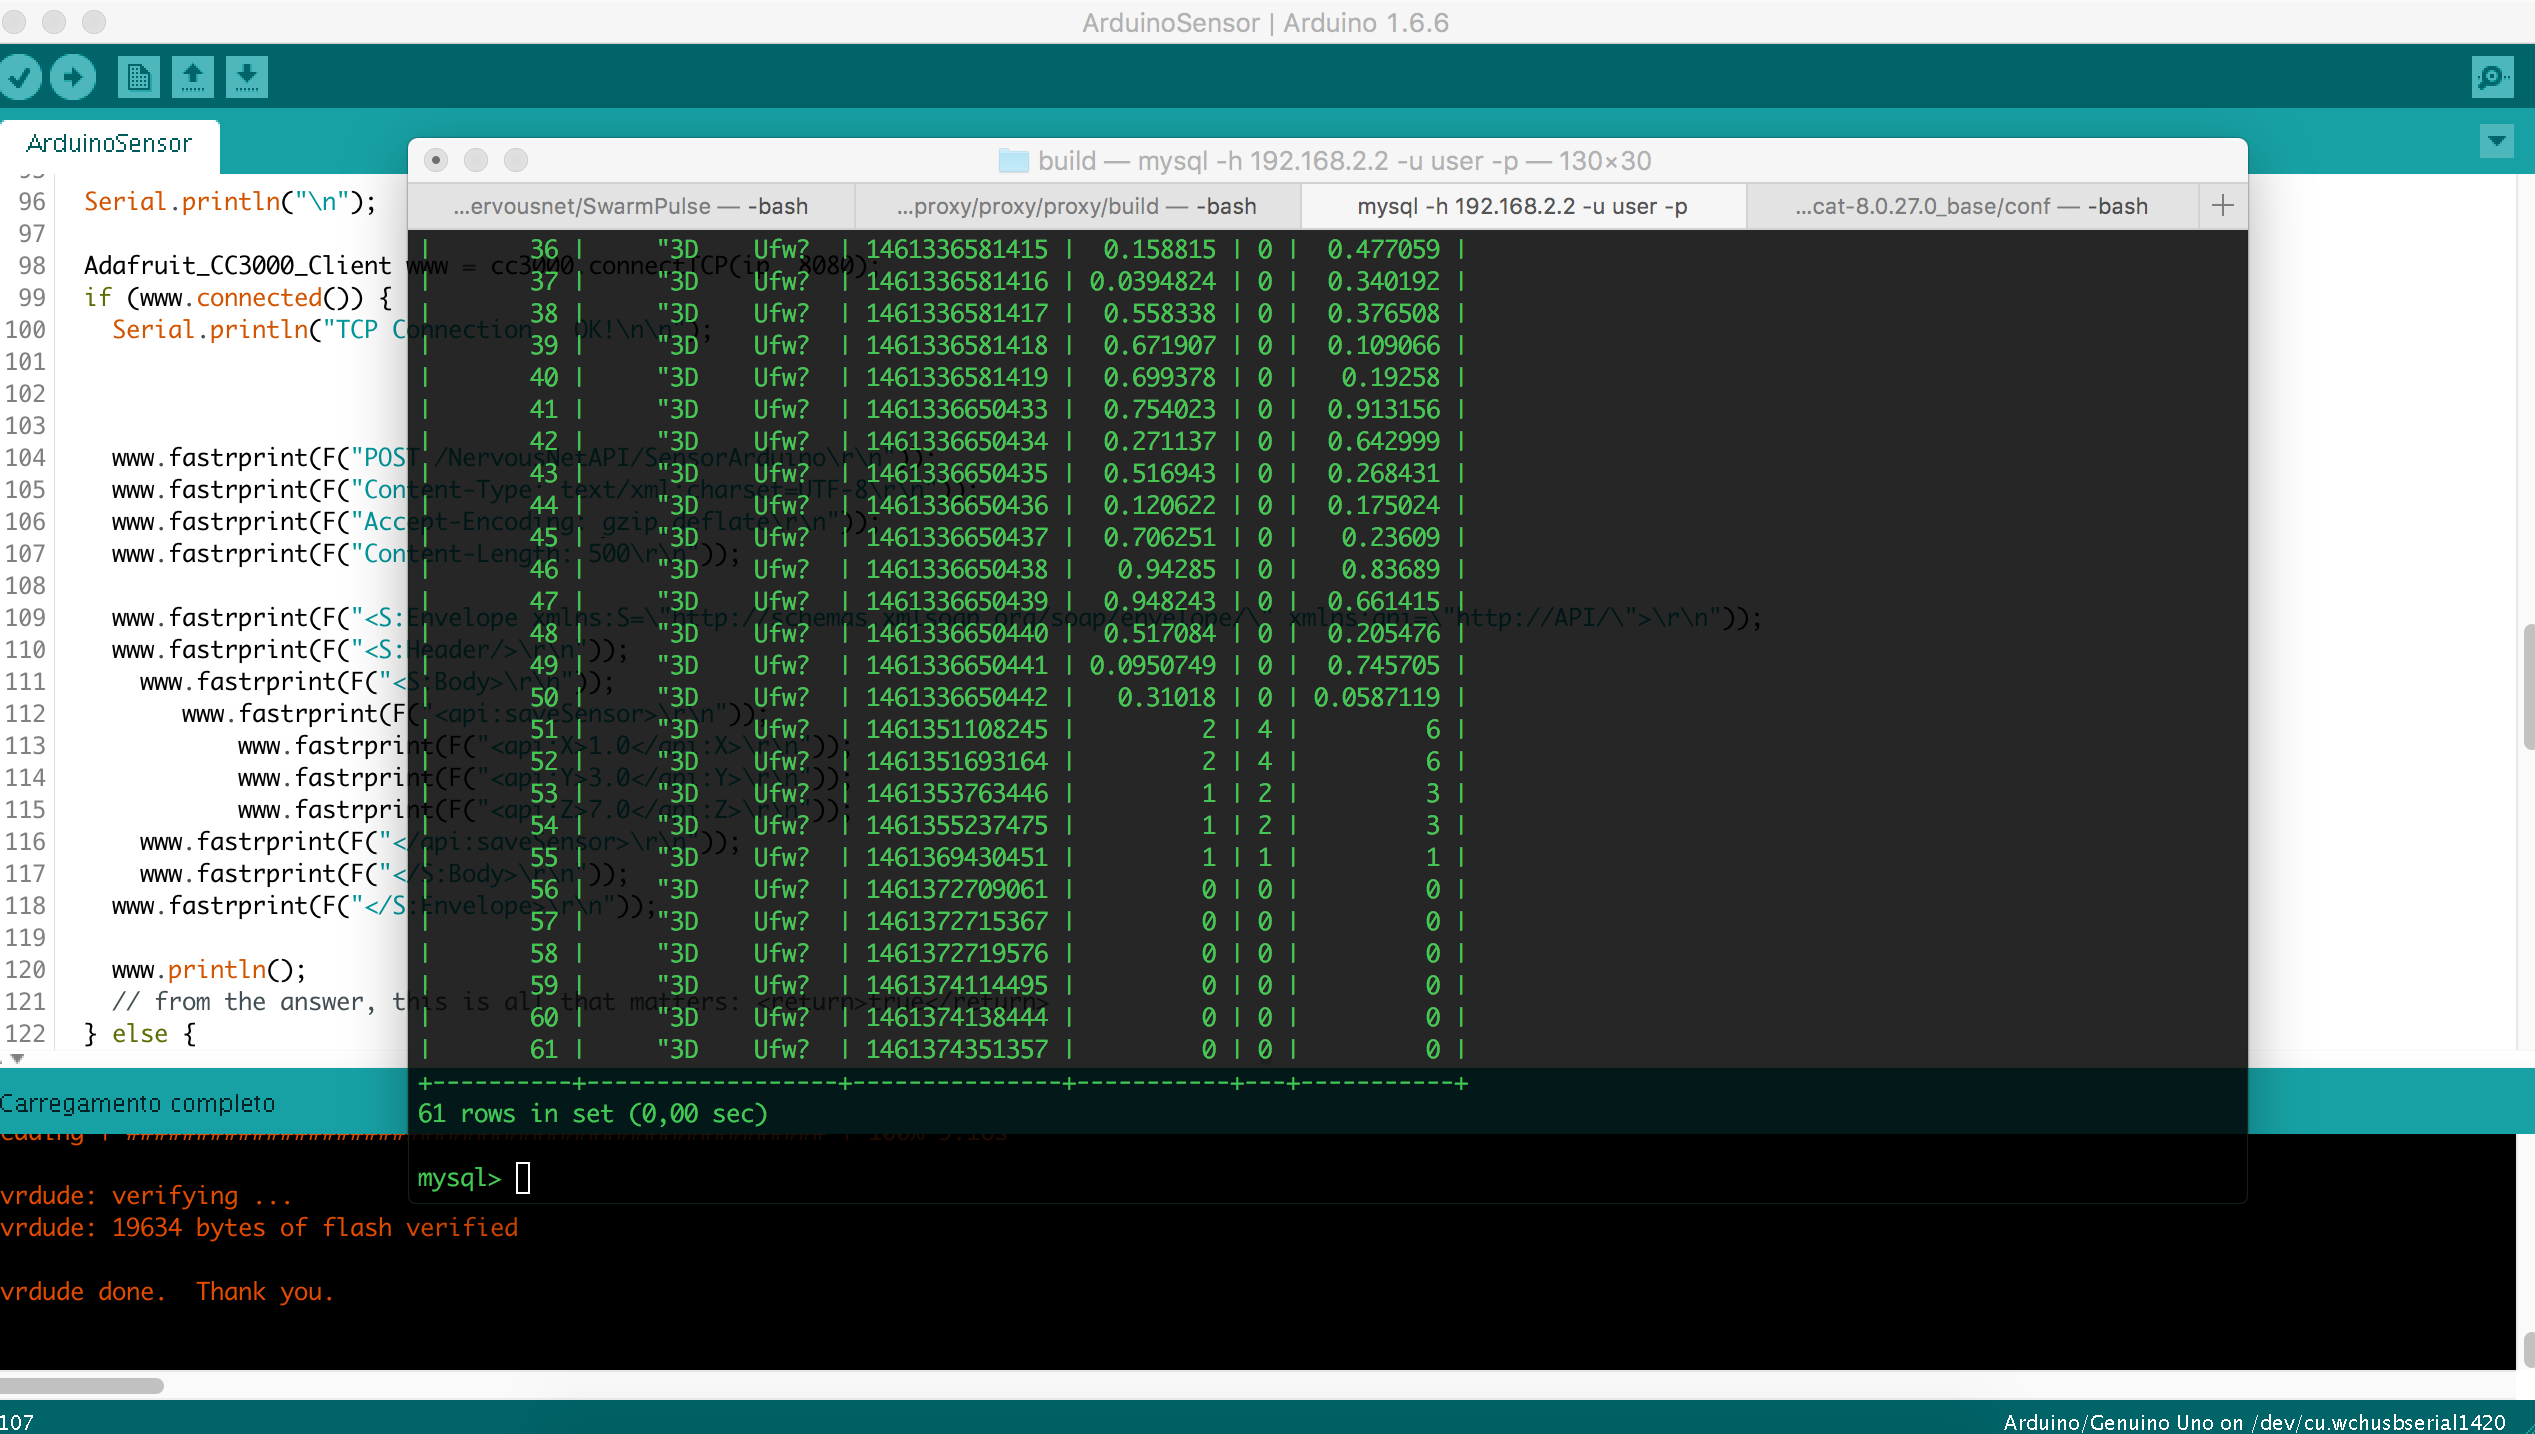 ArduinoSensor | Arduino 1.6.6
ArduinoSensor
96 Serial.println("\n");
97
98 Adafruit_CC3000_Client www = cc3000.connectTCP(ip, 8080);
99 if (www.connected()) {
100 Serial.println("TCP Connection OK!\n\n");
101
102
103
104 www.fastrprint(F("POST /NervousNetAPI/SensorArduino\r\n"));
105 www.fastrprint(F("Content-Type: text/xml;charset=UTF-8\r\n"));
106 www.fastrprint(F("Accept-Encoding: gzip,deflate\r\n"));
107 www.fastrprint(F("Content-Length: 500\r\n"));
108
109 www.fastrprint(F("<S:Envelope xmlns:S=\"http://schemas.xmlsoap.org/soap/envelope/\" xmlns:api=\"http://API/\">\r\n"));
110 www.fastrprint(F("<S:Header/>\r\n"));
111 www.fastrprint(F("<S:Body>\r\n"));
112 www.fastrprint(F("<api:saveSensor>\r\n"));
113 www.fastrprint(F("<api:X>1.0</api:X>\r\n"));
114 www.fastrprint(F("<api:Y>3.0</api:Y>\r\n"));
115 www.fastrprint(F("<api:Z>7.0</api:Z>\r\n"));
116 www.fastrprint(F("</api:saveSensor>\r\n"));
117 www.fastrprint(F("</S:Body>\r\n"));
118 www.fastrprint(F("</S:Envelope>\r\n"));
119
120 www.println();
121 // from the answer, this is all that matters: <return>true</return>
122 } else {
build — mysql -h 192.168.2.2 -u user -p — 130×30
...ervousnet/SwarmPulse — -bash
...proxy/proxy/proxy/build — -bash
mysql -h 192.168.2.2 -u user -p
...cat-8.0.27.0_base/conf — -bash
+
| 36 | "3D Ufw? | 1461336581415 | 0.158815 | 0 | 0.477059 |
| 37 | "3D Ufw? | 1461336581416 | 0.0394824 | 0 | 0.340192 |
| 38 | "3D Ufw? | 1461336581417 | 0.558338 | 0 | 0.376508 |
| 39 | "3D Ufw? | 1461336581418 | 0.671907 | 0 | 0.109066 |
| 40 | "3D Ufw? | 1461336581419 | 0.699378 | 0 | 0.19258 |
| 41 | "3D Ufw? | 1461336650433 | 0.754023 | 0 | 0.913156 |
| 42 | "3D Ufw? | 1461336650434 | 0.271137 | 0 | 0.642999 |
| 43 | "3D Ufw? | 1461336650435 | 0.516943 | 0 | 0.268431 |
| 44 | "3D Ufw? | 1461336650436 | 0.120622 | 0 | 0.175024 |
| 45 | "3D Ufw? | 1461336650437 | 0.706251 | 0 | 0.23609 |
| 46 | "3D Ufw? | 1461336650438 | 0.94285 | 0 | 0.83689 |
| 47 | "3D Ufw? | 1461336650439 | 0.948243 | 0 | 0.661415 |
| 48 | "3D Ufw? | 1461336650440 | 0.517084 | 0 | 0.205476 |
| 49 | "3D Ufw? | 1461336650441 | 0.0950749 | 0 | 0.745705 |
| 50 | "3D Ufw? | 1461336650442 | 0.31018 | 0 | 0.0587119 |
| 51 | "3D Ufw? | 1461351108245 | 2 | 4 | 6 |
| 52 | "3D Ufw? | 1461351693164 | 2 | 4 | 6 |
| 53 | "3D Ufw? | 1461353763446 | 1 | 2 | 3 |
| 54 | "3D Ufw? | 1461355237475 | 1 | 2 | 3 |
| 55 | "3D Ufw? | 1461369430451 | 1 | 1 | 1 |
| 56 | "3D Ufw? | 1461372709061 | 0 | 0 | 0 |
| 57 | "3D Ufw? | 1461372715367 | 0 | 0 | 0 |
| 58 | "3D Ufw? | 1461372719576 | 0 | 0 | 0 |
| 59 | "3D Ufw? | 1461374114495 | 0 | 0 | 0 |
| 60 | "3D Ufw? | 1461374138444 | 0 | 0 | 0 |
| 61 | "3D Ufw? | 1461374351357 | 0 | 0 | 0 |
+----------+------------------+---------------+-----------+---+-----------+
61 rows in set (0,00 sec)
mysql>
Carregamento completo
vrdude: verifying ...
vrdude: 19634 bytes of flash verified
vrdude done. Thank you.
107
Arduino/Genuino Uno on /dev/cu.wchusbserial1420